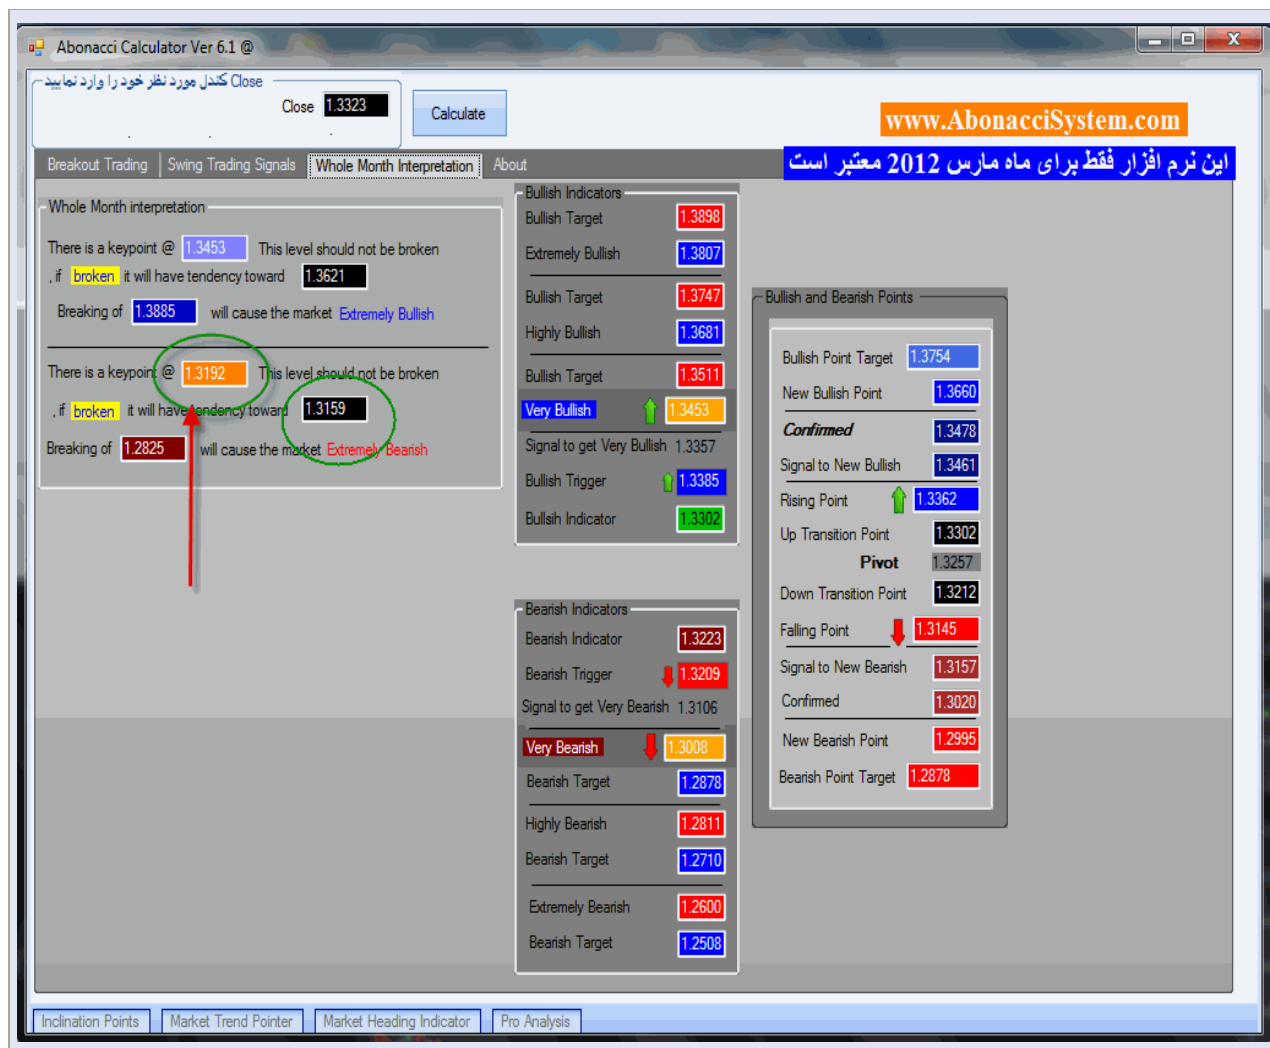 Abonacci Calculator Ver 6.1 @
Close کندل مورد نظر خود را وارد نمایید
Close 1.3323
Calculate
www.AbonacciSystem.com
این نرم افزار فقط برای ماه مارس 2012 معتبر است
Breakout Trading Swing Trading Signals Whole Month Interpretation About
Whole Month interpretation
There is a keypoint @ 1.3453 This level should not be broken
, if broken it will have tendency toward 1.3621
Breaking of 1.3885 will cause the market Extremely Bullish
There is a keypoint @ 1.3192 This level should not be broken
, if broken it will have tendency toward 1.3159
Breaking of 1.2825 will cause the market Extremely Bearish
Bullish Indicators
Bullish Target 1.3898
Extremely Bullish 1.3807
Bullish Target 1.3747
Highly Bullish 1.3681
Bullish Target 1.3511
Very Bullish 1.3453
Signal to get Very Bullish 1.3357
Bullish Trigger 1.3385
Bullsih Indicator 1.3302
Bearish Indicators
Bearish Indicator 1.3223
Bearish Trigger 1.3209
Signal to get Very Bearish 1.3106
Very Bearish 1.3008
Bearish Target 1.2878
Highly Bearish 1.2811
Bearish Target 1.2710
Extremely Bearish 1.2600
Bearish Target 1.2508
Bullish and Bearish Points
Bullish Point Target 1.3754
New Bullish Point 1.3660
Confirmed 1.3478
Signal to New Bullish 1.3461
Rising Point 1.3362
Up Transition Point 1.3302
Pivot 1.3257
Down Transition Point 1.3212
Falling Point 1.3145
Signal to New Bearish 1.3157
Confirmed 1.3020
New Bearish Point 1.2995
Bearish Point Target 1.2878
Inclination Points Market Trend Pointer Market Heading Indicator Pro Analysis